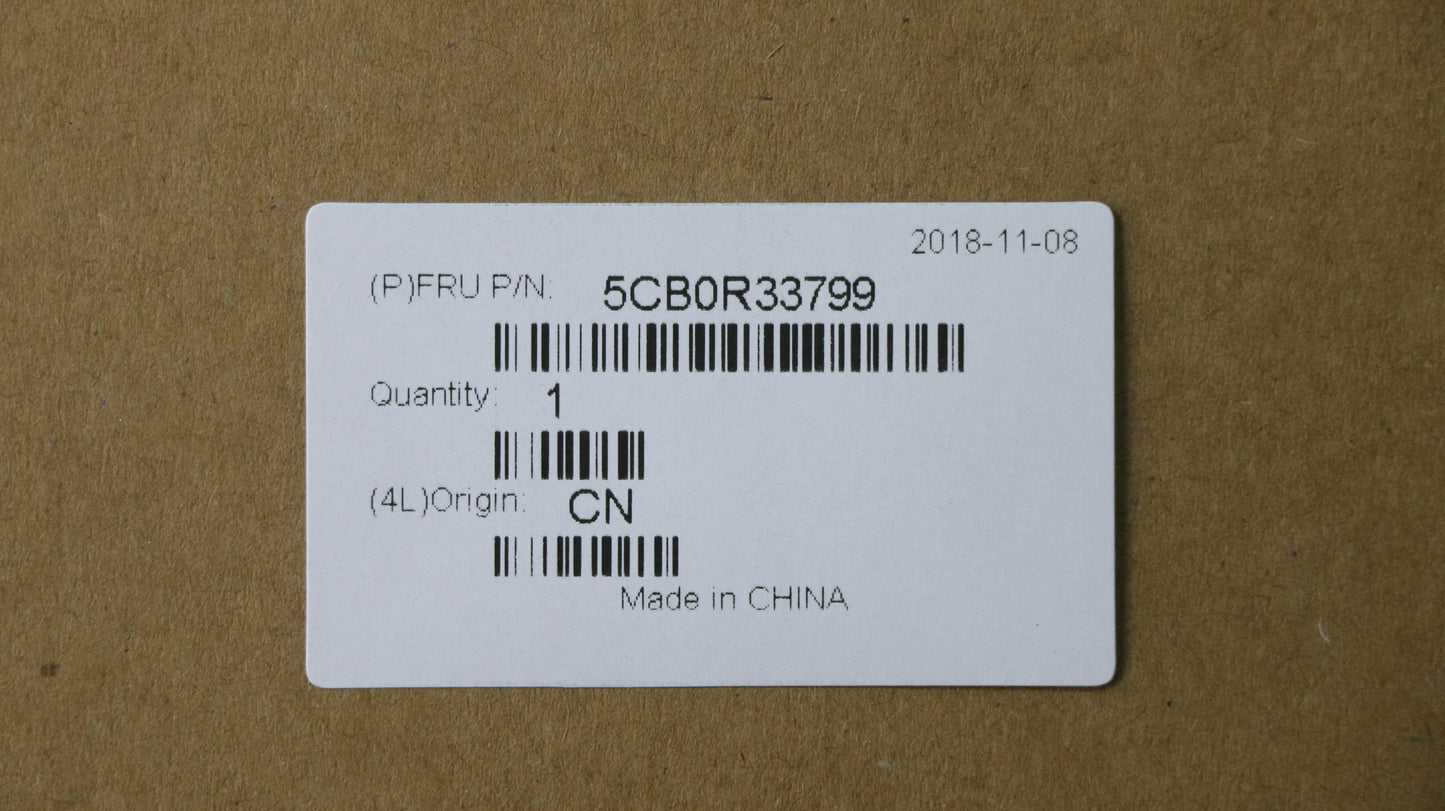 2018-11-08
(P)FRU P/N: 5CB0R33799
Quantity: 1
(4L)Origin: CN
Made in CHINA